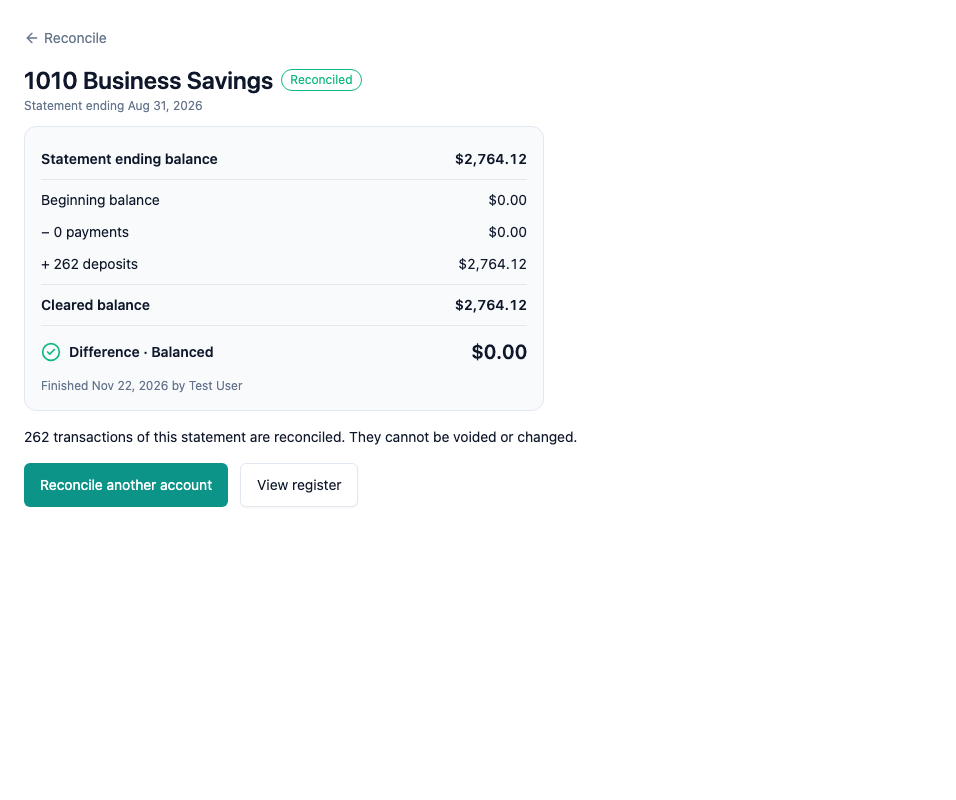 Reconcile
1010 Business Savings Reconciled
Statement ending Aug 31, 2026
Statement ending balance $2,764.12
Beginning balance $0.00
− 0 payments $0.00
+ 262 deposits $2,764.12
Cleared balance $2,764.12
Difference · Balanced $0.00
Finished Nov 22, 2026 by Test User
262 transactions of this statement are reconciled. They cannot be voided or changed.
Reconcile another account View register